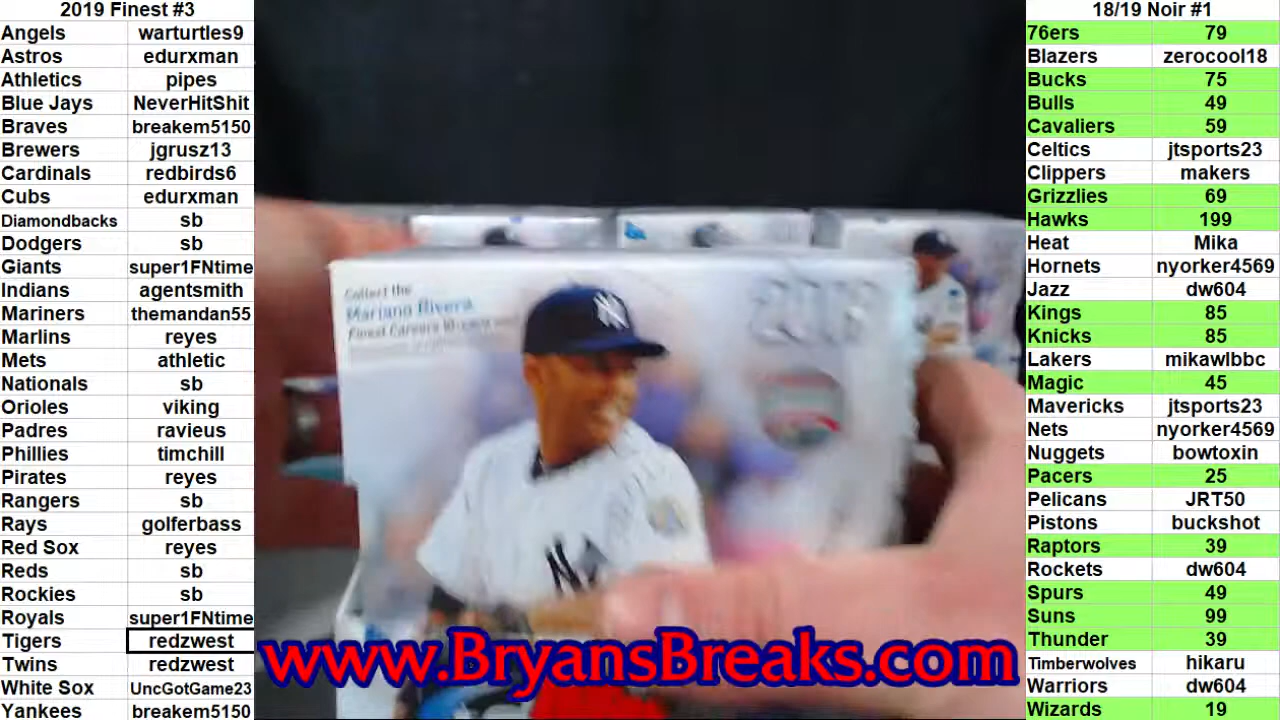 2019 Finest #3
Angels warturtles9
Astros edurxman
Athletics pipes
Blue Jays NeverHitShit
Braves breakem5150
Brewers jgrusz13
Cardinals redbirds6
Cubs edurxman
Diamondbacks sb
Dodgers sb
Giants super1FNtime
Indians agentsmith
Mariners themandan55
Marlins reyes
Mets athletic
Nationals sb
Orioles viking
Padres ravieus
Phillies timchill
Pirates reyes
Rangers sb
Rays golferbass
Red Sox reyes
Reds sb
Rockies sb
Royals super1FNtime
Tigers redzwest
Twins redzwest
White Sox UncGotGame23
Yankees breakem5150
Collect the
Mariano Rivera
Finest Careers
2019
NY
www.BryansBreaks.com
18/19 Noir #1
76ers 79
Blazers zerocool18
Bucks 75
Bulls 49
Cavaliers 59
Celtics jtsports23
Clippers makers
Grizzlies 69
Hawks 199
Heat Mika
Hornets nyorker4569
Jazz dw604
Kings 85
Knicks 85
Lakers mikawlbbc
Magic 45
Mavericks jtsports23
Nets nyorker4569
Nuggets bowtoxin
Pacers 25
Pelicans JRT50
Pistons buckshot
Raptors 39
Rockets dw604
Spurs 49
Suns 99
Thunder 39
Timberwolves hikaru
Warriors dw604
Wizards 19